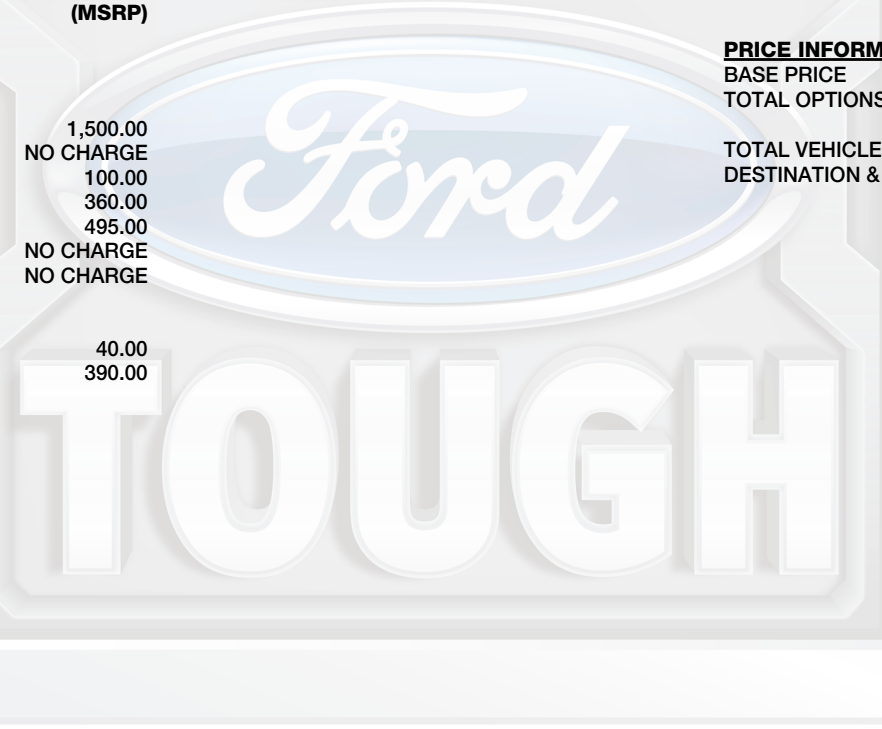 (MSRP)
1,500.00
NO CHARGE
100.00
360.00
495.00
NO CHARGE
NO CHARGE
40.00
390.00
PRICE INFORM
BASE PRICE
TOTAL OPTIONS
TOTAL VEHICLE
DESTINATION &
Ford
TOUGH